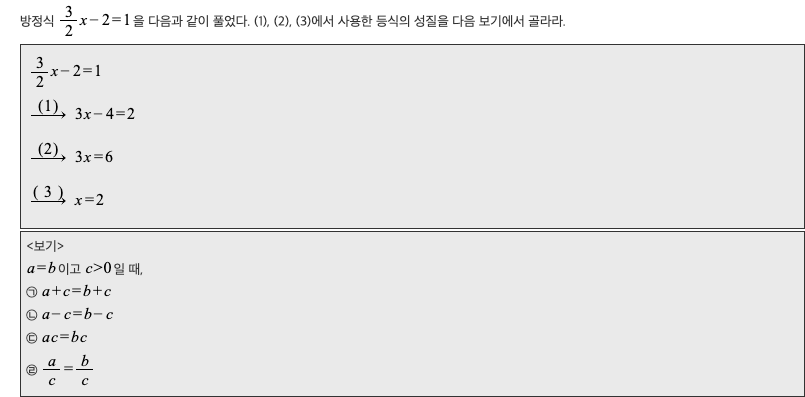 방정식 3/2 x－2＝1을 다음과 같이 풀었다. (1), (2), (3)에서 사용한 등식의 성질을 다음 보기에서 골라라.
3/2 x－2＝1
(1)→ 3x－4＝2
(2)→ 3x＝6
( 3 )→ x＝2
<보기>
a＝b이고 c>0일 때,
㉠ a＋c＝b＋c
㉡ a－c＝b－c
㉢ ac＝bc
㉣ a/c＝b/c